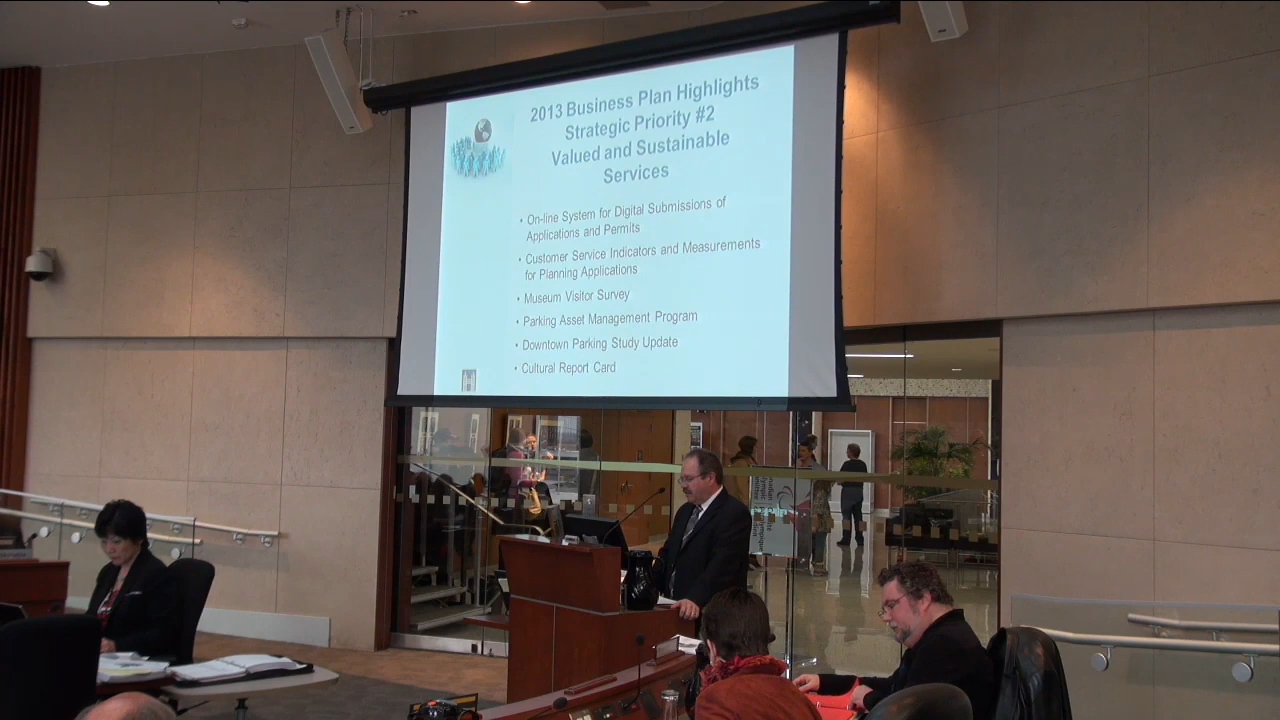 2013 Business Plan Highlights
Strategic Priority #2
Valued and Sustainable
Services
• On-line System for Digital Submissions of
Applications and Permits
• Customer Service Indicators and Measurements
for Planning Applications
• Museum Visitor Survey
• Parking Asset Management Program
• Downtown Parking Study Update
• Cultural Report Card